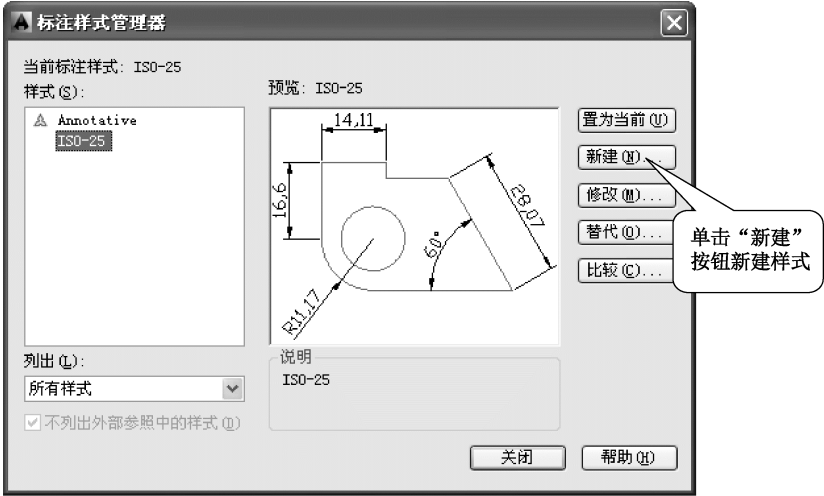 标注样式管理器
当前标注样式: ISO-25
样式(S):
Annotative
ISO-25
预览: ISO-25
14,11
16,6
28,07
60°
R11,17
置为当前(U)
新建(N)...
修改(M)...
替代(O)...
比较(C)...
单击“新建”
按钮新建样式
列出(L):
所有样式
不列出外部参照中的样式(D)
说明
ISO-25
关闭
帮助(H)